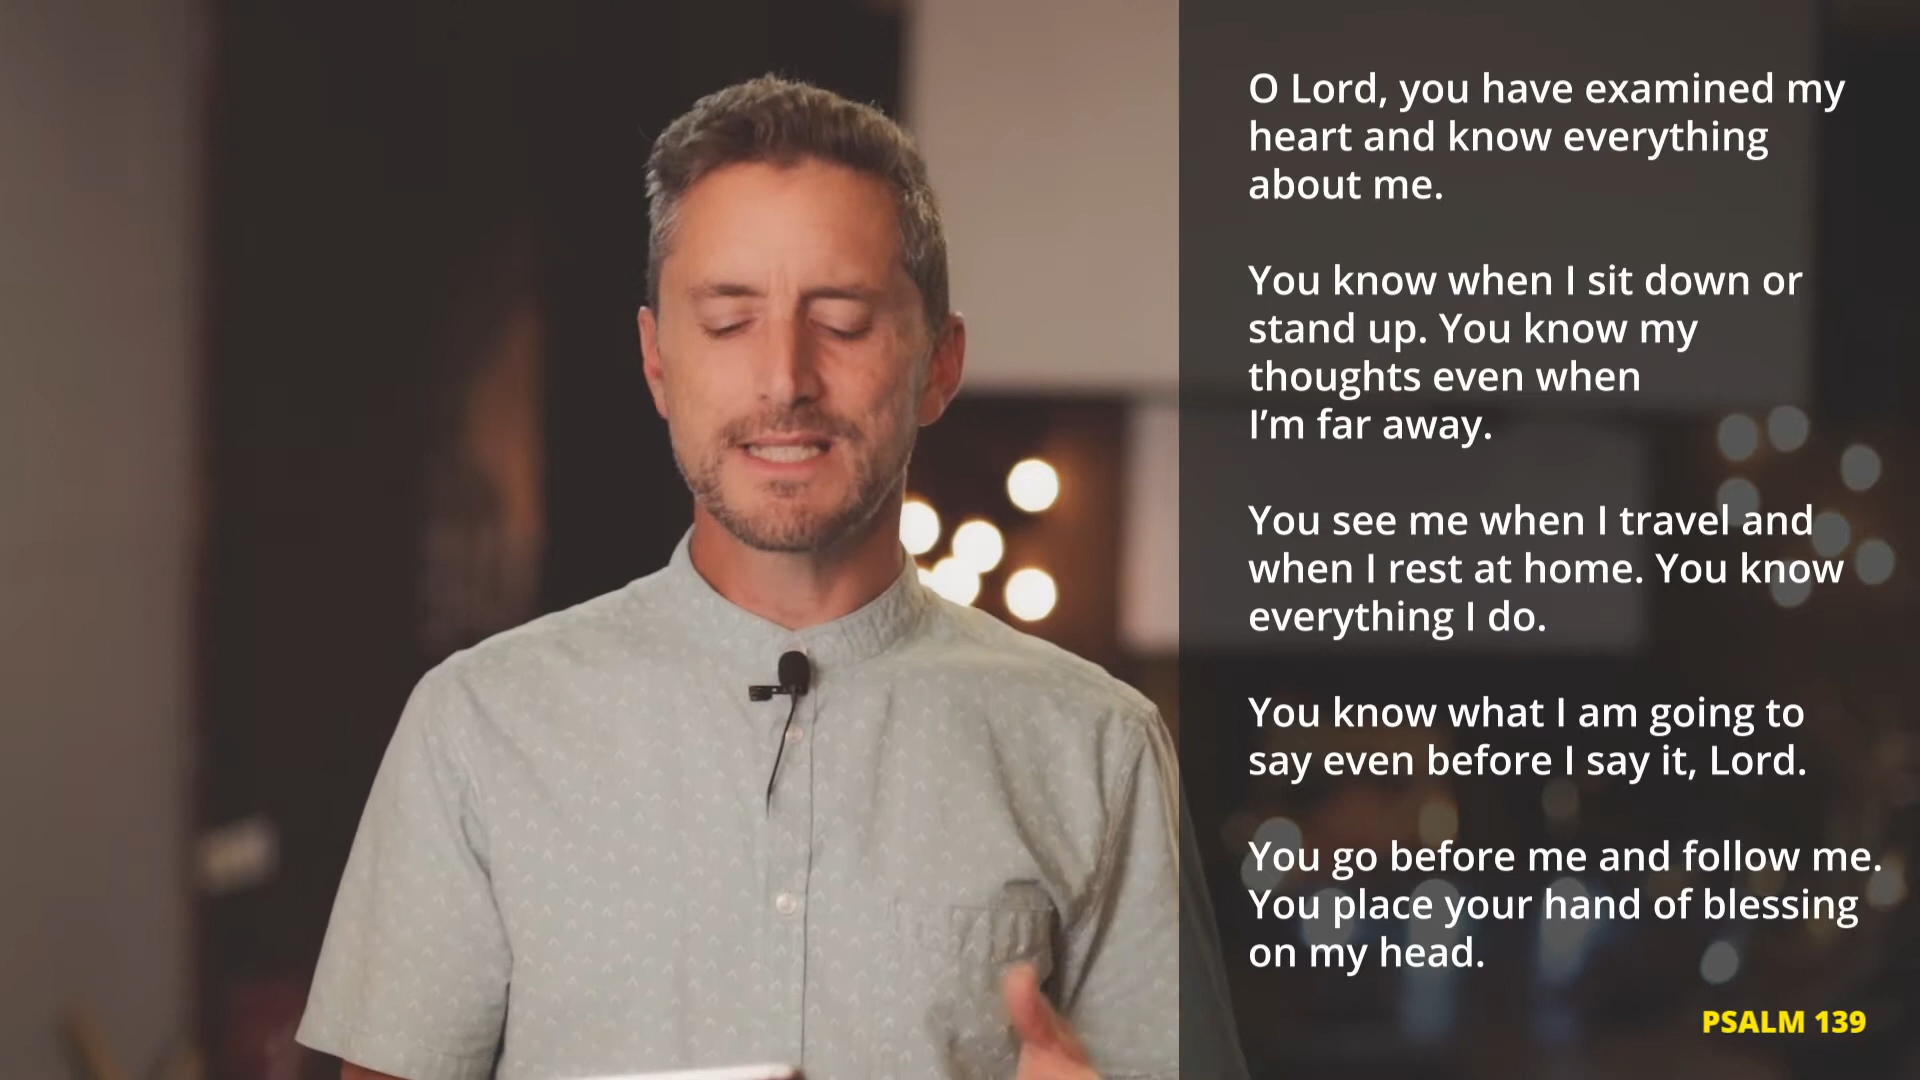 O Lord, you have examined my
heart and know everything
about me.
You know when I sit down or
stand up. You know my
thoughts even when
I’m far away.
You see me when I travel and
when I rest at home. You know
everything I do.
You know what I am going to
say even before I say it, Lord.
You go before me and follow me.
You place your hand of blessing
on my head.
PSALM 139